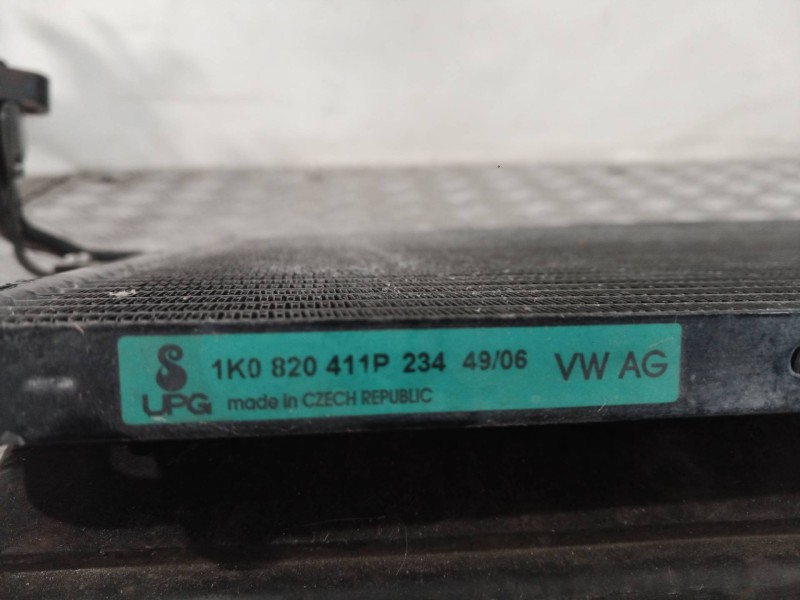 1K0 820 411P 234 49/06 VW AG
UPG made in CZECH REPUBLIC